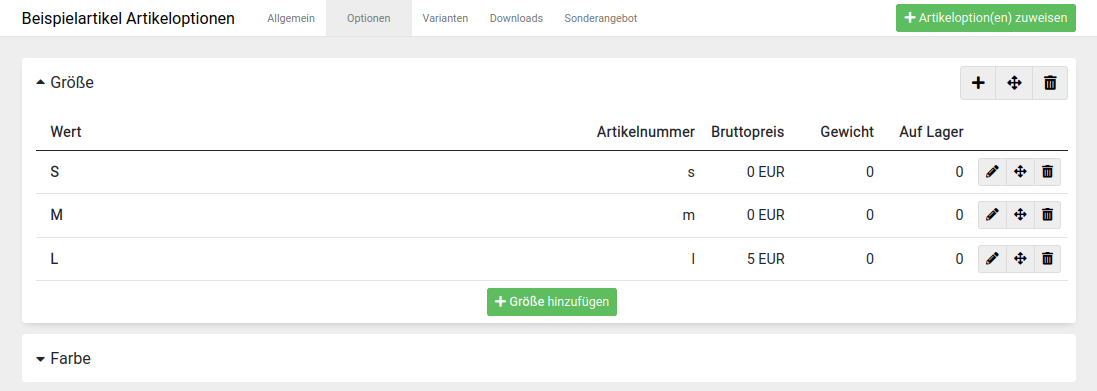 Beispielartikel Artikeloptionen Allgemein Optionen Varianten Downloads Sonderangebot Artikeloption(en) zuweisen
Größe
Wert Artikelnummer Bruttopreis Gewicht Auf Lager
S s 0 EUR 0 0
M m 0 EUR 0 0
L l 5 EUR 0 0
Größe hinzufügen
Farbe